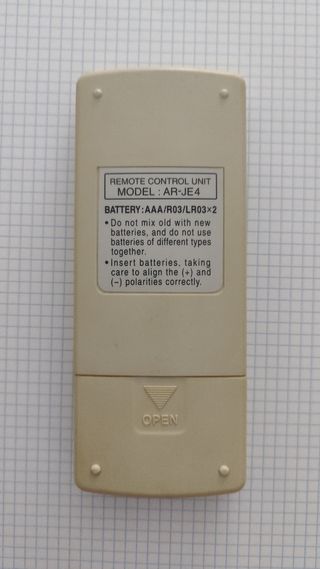 REMOTE CONTROL UNIT
MODEL : AR-JE4
BATTERY:AAA/R03/LR03×2
• Do not mix old with new
batteries, and do not use
batteries of different types
together.
• Insert batteries. taking
care to align the (+) and
(−) polarities correctly.
OPEN